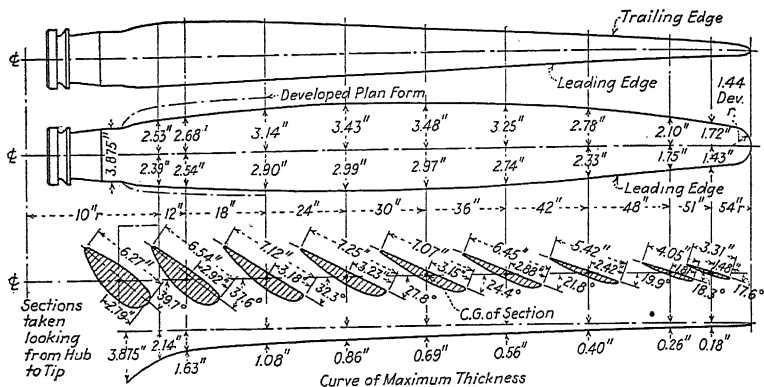 Trailing Edge
℄
Leading Edge
Developed Plan Form
1.44
Dev.
r.
℄
3.875"
2.53" 2.68" 3.14" 3.43" 3.48" 3.25" 2.78" 2.10" 1.72"
2.39" 2.54" 2.90" 2.99" 2.97" 2.74" 2.33" 1.75" 1.43"
Leading Edge
10"r 12" 18" 24" 30" 36" 42" 48" 51" 54"r
6.27" 6.54" 7.12" 7.25" 7.07" 6.45" 5.42" 4.05" 3.31"
℄
2.79" 2.92" 3.18" 3.23" 3.15" 2.88" 2.42" 1.48"
39.7° 37.6° 27.8° 24.4° 21.8° 19.9° 18.3° 17.6°
C.G. of Section
Sections
taken
looking
from Hub
to Tip
3.875" 2.14" 1.63" 1.08" 0.86" 0.69" 0.56" 0.40" 0.26" 0.18"
Curve of Maximum Thickness